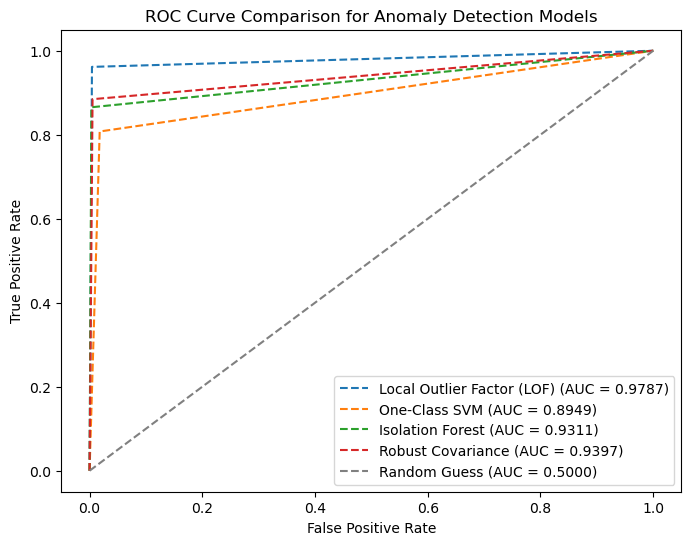 ROC Curve Comparison for Anomaly Detection Models
1.0
0.8
0.6
0.4
0.2
0.0
True Positive Rate
Local Outlier Factor (LOF) (AUC = 0.9787)
One-Class SVM (AUC = 0.8949)
Isolation Forest (AUC = 0.9311)
Robust Covariance (AUC = 0.9397)
Random Guess (AUC = 0.5000)
0.0 0.2 0.4 0.6 0.8 1.0
False Positive Rate